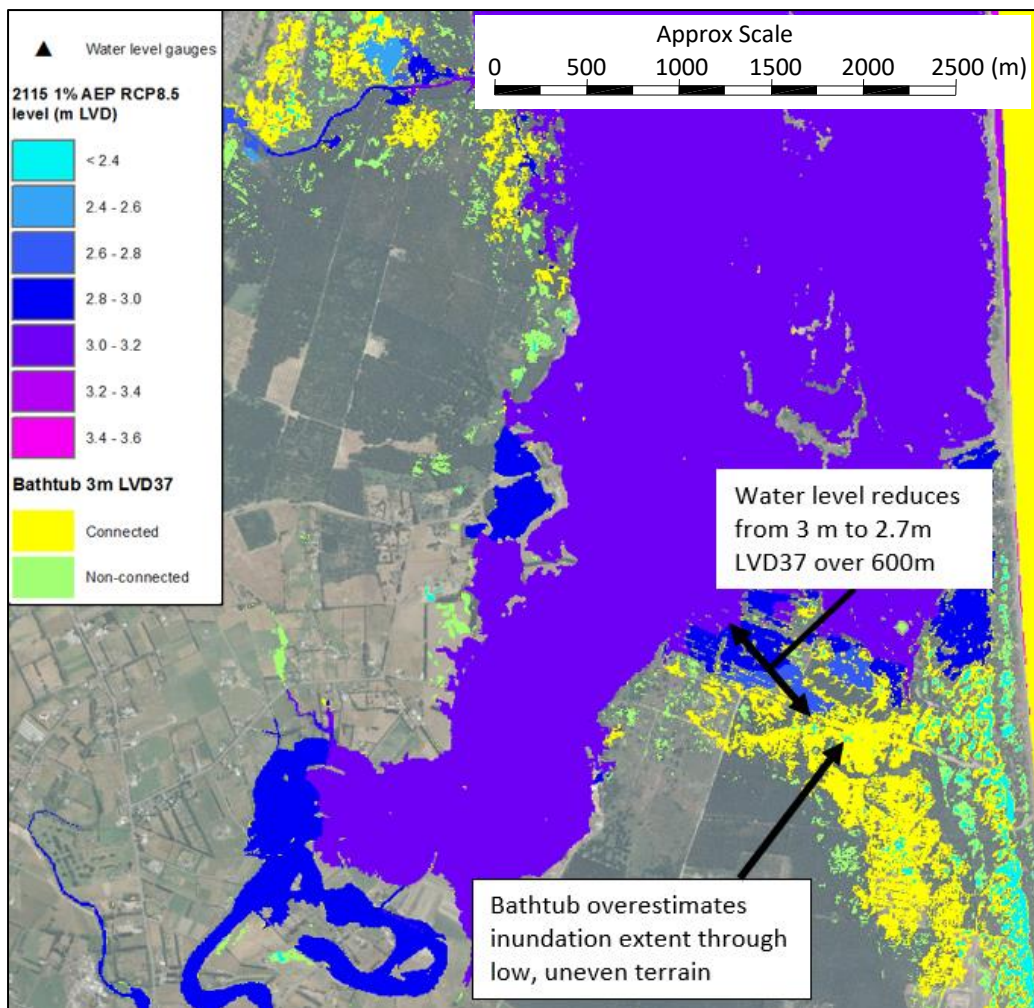 Water level gauges
2115 1% AEP RCP8.5
level (m LVD)
< 2.4
2.4 - 2.6
2.6 - 2.8
2.8 - 3.0
3.0 - 3.2
3.2 - 3.4
3.4 - 3.6
Bathtub 3m LVD37
Connected
Non-connected
Approx Scale
0 500 1000 1500 2000 2500 (m)
Water level reduces
from 3 m to 2.7m
LVD37 over 600m
Bathtub overestimates
inundation extent through
low, uneven terrain